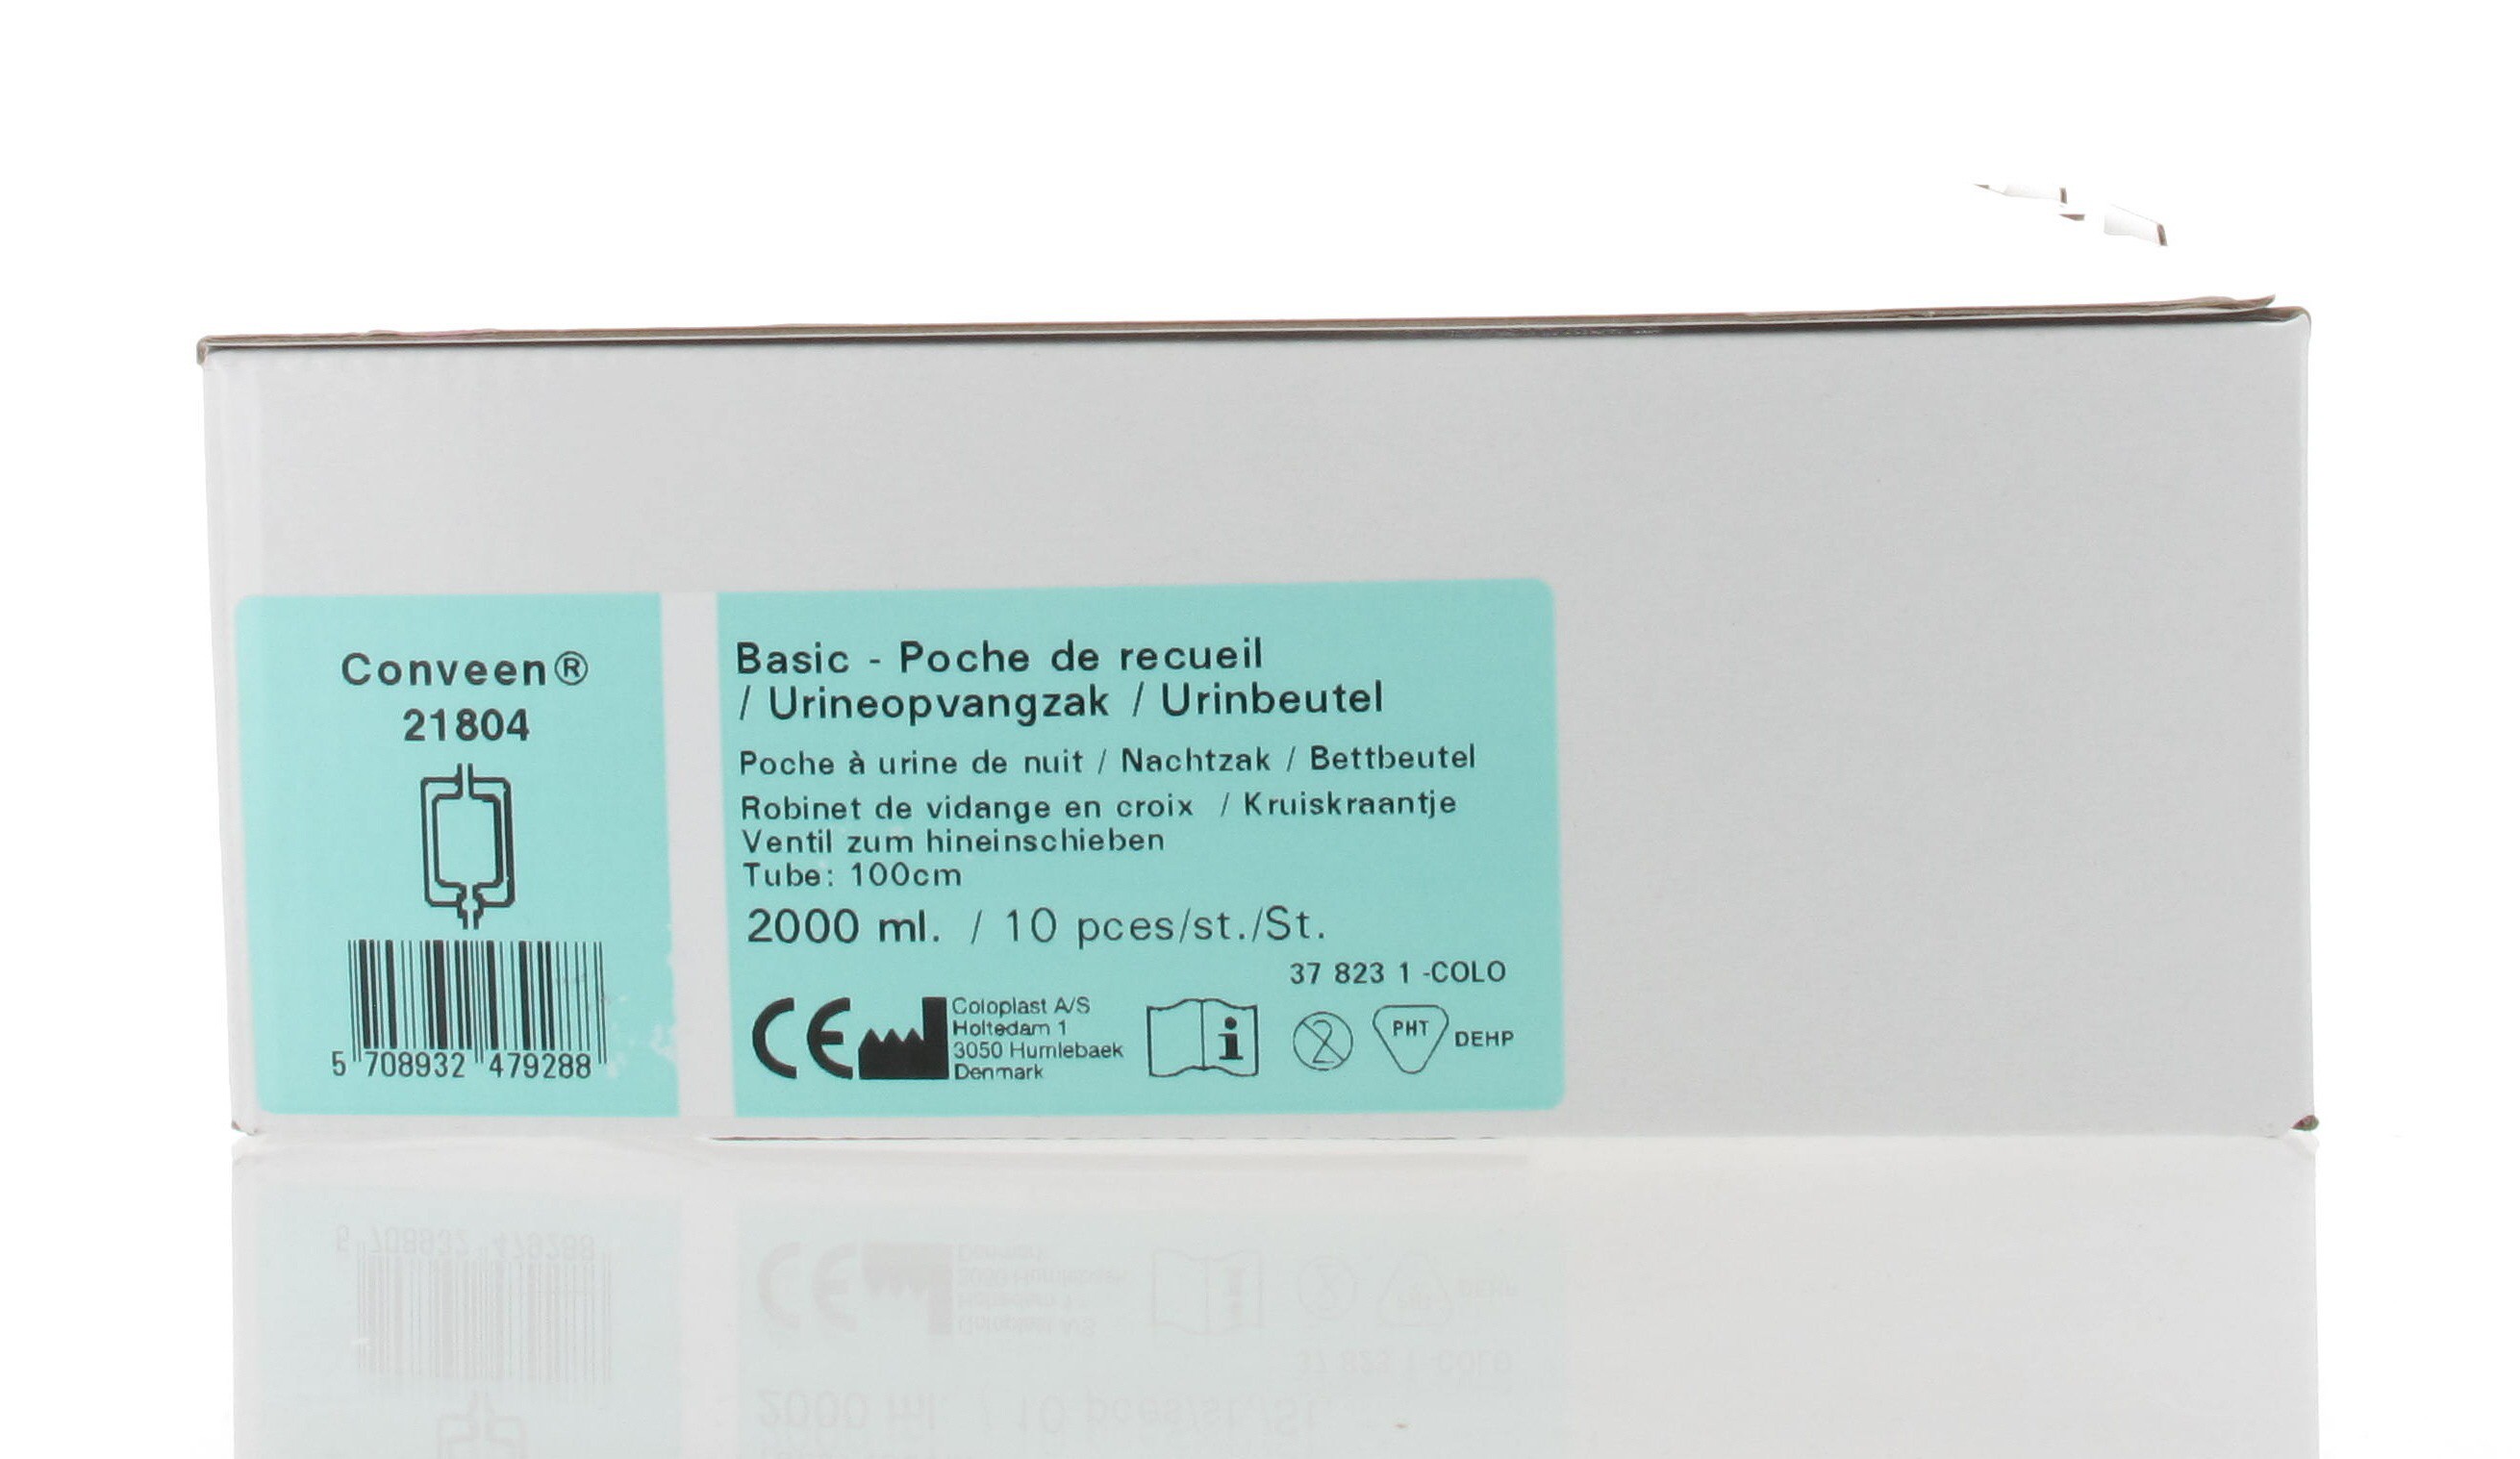 Conveen®
21804
5 708932 479288
Basic - Poche de recueil
/ Urineopvangzak / Urinbeutel
Poche à urine de nuit / Nachtzak / Bettbeutel
Robinet de vidange en croix / Kruiskraantje
Ventil zum hineinschieben
Tube: 100cm
2000 ml. / 10 pces/st./St.
37 823 1 -COLO
CE
Coloplast A/S
Holtedam 1
3050 Humlebaek
Denmark
i
2
PHT
DEHP